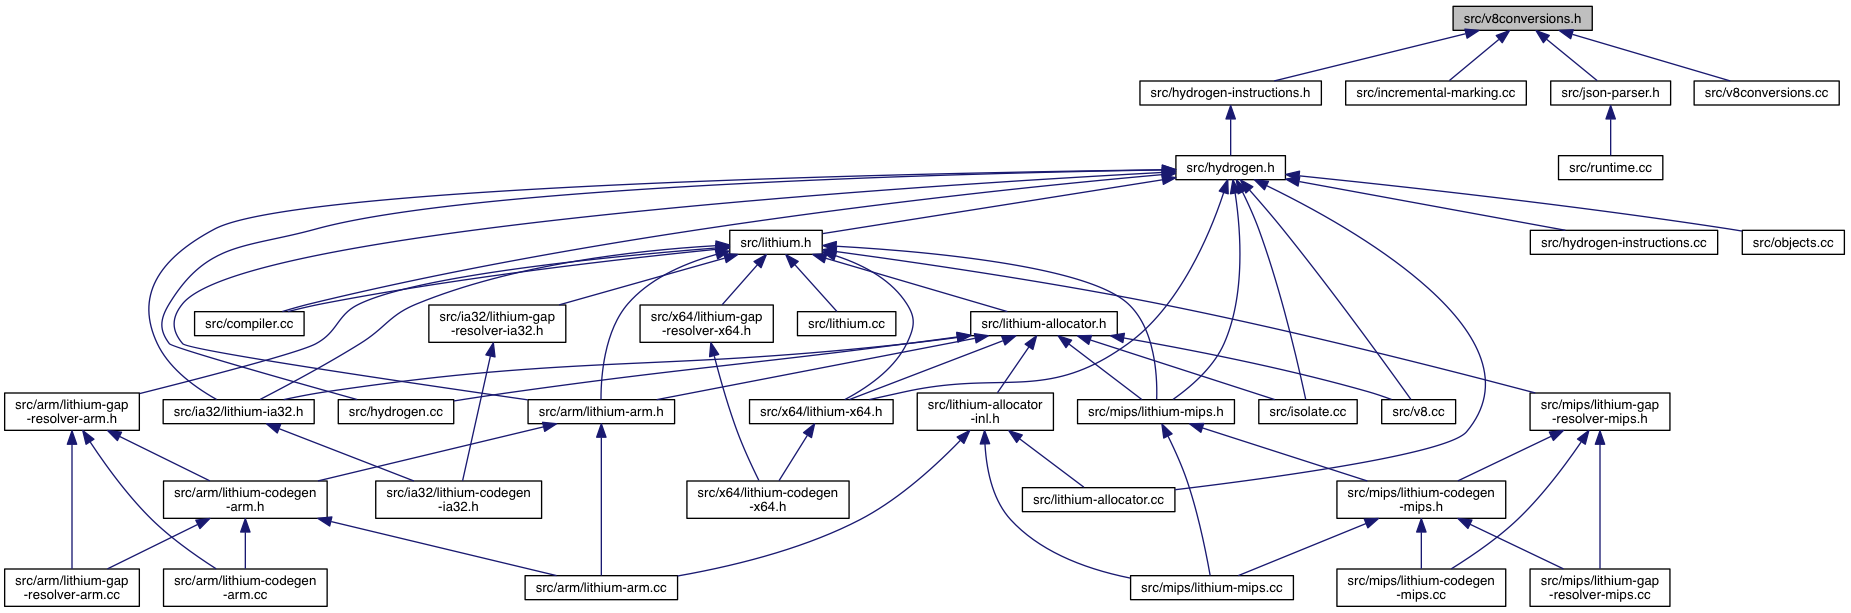 src/v8conversions.h
src/hydrogen-instructions.h
src/incremental-marking.cc
src/json-parser.h
src/v8conversions.cc
src/hydrogen.h
src/runtime.cc
src/lithium.h
src/hydrogen-instructions.cc
src/objects.cc
src/compiler.cc
src/ia32/lithium-gap
-resolver-ia32.h
src/x64/lithium-gap
-resolver-x64.h
src/lithium.cc
src/lithium-allocator.h
src/arm/lithium-gap
-resolver-arm.h
src/ia32/lithium-ia32.h
src/hydrogen.cc
src/arm/lithium-arm.h
src/x64/lithium-x64.h
src/lithium-allocator
-inl.h
src/mips/lithium-mips.h
src/isolate.cc
src/v8.cc
src/mips/lithium-gap
-resolver-mips.h
src/arm/lithium-codegen
-arm.h
src/ia32/lithium-codegen
-ia32.h
src/x64/lithium-codegen
-x64.h
src/lithium-allocator.cc
src/mips/lithium-codegen
-mips.h
src/arm/lithium-gap
-resolver-arm.cc
src/arm/lithium-codegen
-arm.cc
src/arm/lithium-arm.cc
src/mips/lithium-mips.cc
src/mips/lithium-codegen
-mips.cc
src/mips/lithium-gap
-resolver-mips.cc